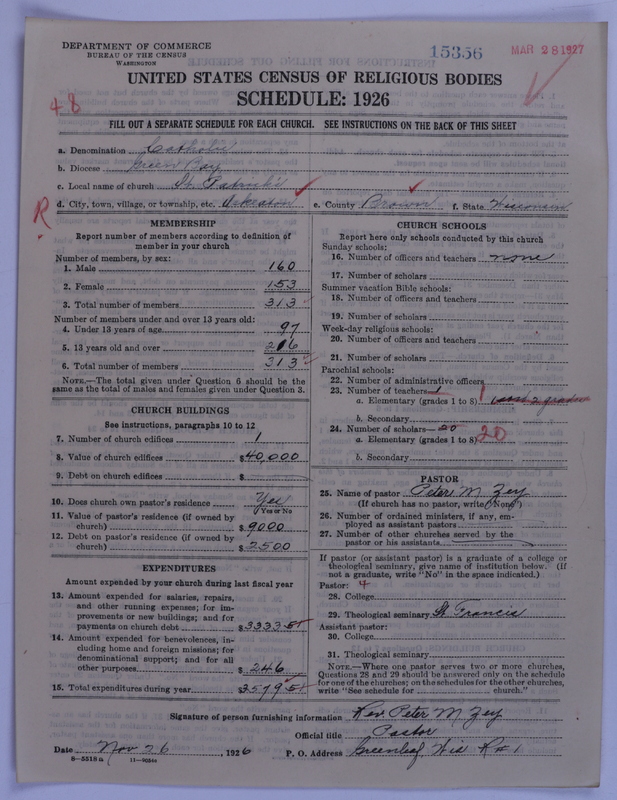 DEPARTMENT OF COMMERCE
BUREAU OF THE CENSUS
WASHINGTON
15356
MAR 28 1927
UNITED STATES CENSUS OF RELIGIOUS BODIES
SCHEDULE: 1926
48
FILL OUT A SEPARATE SCHEDULE FOR EACH CHURCH. SEE INSTRUCTIONS ON THE BACK OF THIS SHEET
a. Denomination Catholic
b. Diocese Green Bay
c. Local name of church St. Patrick's
d. City, town, village, or township, etc. e. County Brown f. State Wisconsin
R
MEMBERSHIP
Report number of members according to definition of
member in your church
Number of members, by sex:
1. Male 160
2. Female 153
3. Total number of members 313
Number of members under and over 13 years old:
4. Under 13 years of age 97
5. 13 years old and over 216
6. Total number of members 313
NOTE.—The total given under Question 6 should be the
same as the total of males and females given under Question 3.
CHURCH BUILDINGS
See instructions, paragraphs 10 to 12
7. Number of church edifices 1
8. Value of church edifices $40,000
9. Debt on church edifices $
10. Does church own pastor's residence Yes
(Yes or No)
11. Value of pastor's residence (if owned by
church) $9000
12. Debt on pastor's residence (if owned by
church) $2500
EXPENDITURES
Amount expended by your church during last fiscal year
13. Amount expended for salaries, repairs,
and other running expenses; for im-
provements or new buildings; and for
payments on church debt $3333.51
14. Amount expended for benevolences, in-
cluding home and foreign missions; for
denominational support; and for all
other purposes $246
15. Total expenditures during year $3579.51
CHURCH SCHOOLS
Report here only schools conducted by this church
Sunday schools:
16. Number of officers and teachers none
17. Number of scholars
Summer vacation Bible schools:
18. Number of officers and teachers
19. Number of scholars
Week-day religious schools:
20. Number of officers and teachers
21. Number of scholars
Parochial schools:
22. Number of administrative officers
23. Number of teachers 1
a. Elementary (grades 1 to 8) 1
b. Secondary
24. Number of scholars— 20
a. Elementary (grades 1 to 8) 20
b. Secondary
PASTOR
25. Name of pastor Peter M. Zey
(If church has no pastor, write "None")
26. Number of ordained ministers, if any, em-
ployed as assistant pastors
27. Number of other churches served by the
pastor or his assistants
If pastor (or assistant pastor) is a graduate of a college or
theological seminary, give name of institution below. (If
not a graduate, write "No" in the space indicated.)
Pastor: 4
28. College
29. Theological seminary St. Francis
Assistant pastor:
30. College
31. Theological seminary
NOTE.—Where one pastor serves two or more churches,
Questions 28 and 29 should be answered only on the schedule
for one of the churches; on the schedules for the other churches,
write "See schedule for church."
Signature of person furnishing information Rev. Peter M. Zey
Official title Pastor
Date Nov 26, 1926 P. O. Address Greenleaf, Wis R#1
8-5518a 11-90344